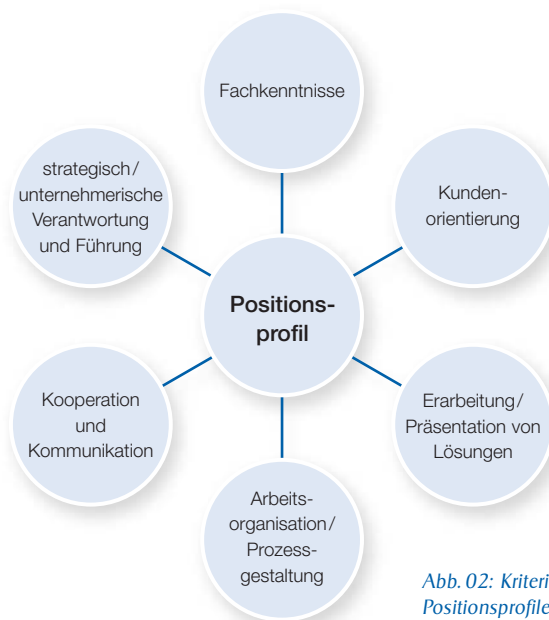 Fachkenntnisse
strategisch/
unternehmerische
Verantwortung
und Führung
Kunden-
orientierung
Positions-
profil
Kooperation
und
Kommunikation
Erarbeitung/
Präsentation von
Lösungen
Arbeits-
organisation/
Prozess-
gestaltung
Abb. 02: Kriteri
Positionsprofile